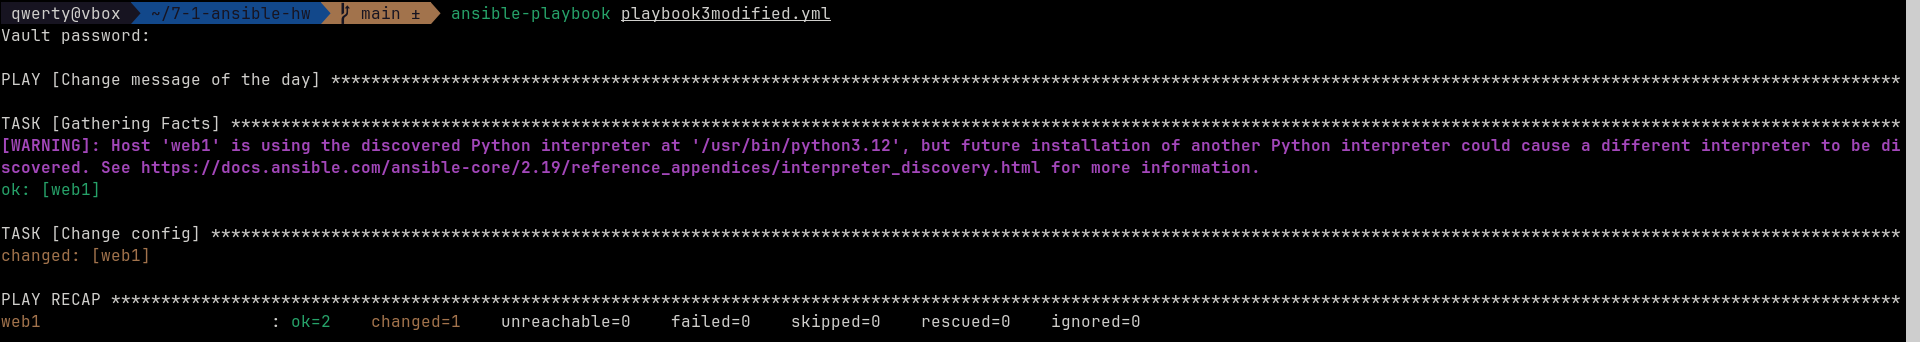 qwerty@vbox ~/7-1-ansible-hw main ± ansible-playbook playbook3modified.yml
Vault password:
PLAY [Change message of the day] *************************************************************************************************************************************************************
TASK [Gathering Facts] ***********************************************************************************************************************************************************************
[WARNING]: Host 'web1' is using the discovered Python interpreter at '/usr/bin/python3.12', but future installation of another Python interpreter could cause a different interpreter to be di
scovered. See https://docs.ansible.com/ansible-core/2.19/reference_appendices/interpreter_discovery.html for more information.
ok: [web1]
TASK [Change config] *************************************************************************************************************************************************************************
changed: [web1]
PLAY RECAP ***********************************************************************************************************************************************************************************
web1                       : ok=2    changed=1    unreachable=0    failed=0    skipped=0    rescued=0    ignored=0